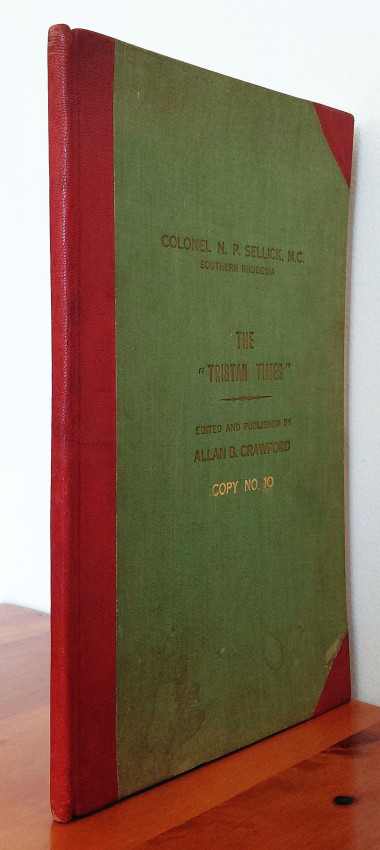 COLONEL N. P. SELLICK, M.C.
SOUTHERN RHODESIA
THE
"TRISTAN TIMES"
EDITED AND PUBLISHED BY
ALLAN B. CRAWFORD
COPY NO. 10